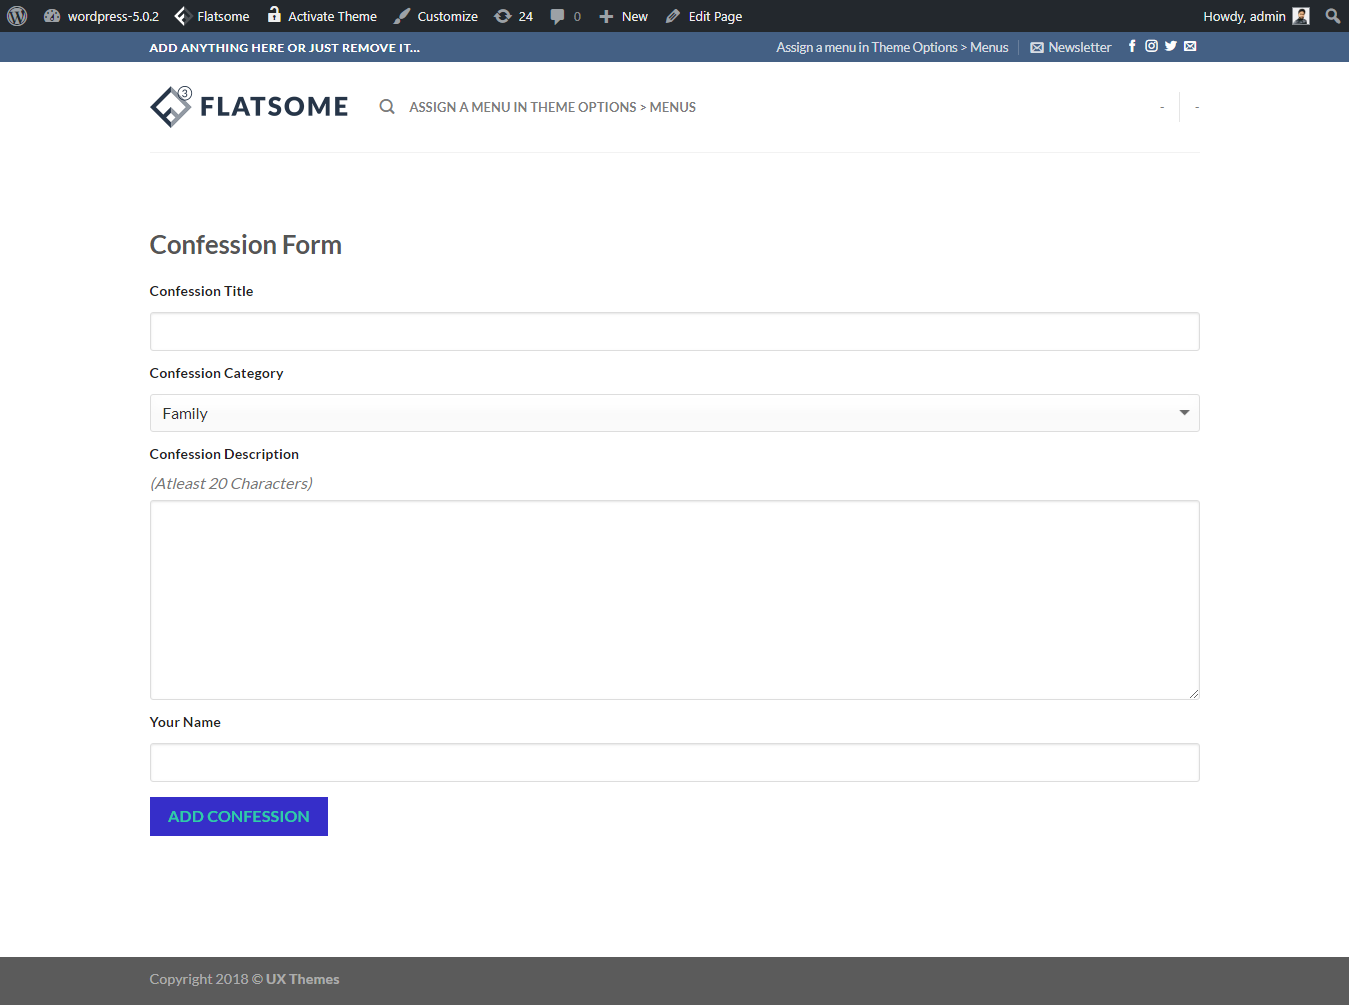 wordpress-5.0.2 Flatsome Activate Theme Customize 24 0 New Edit Page Howdy, admin
ADD ANYTHING HERE OR JUST REMOVE IT... Assign a menu in Theme Options > Menus Newsletter
3 FLATSOME ASSIGN A MENU IN THEME OPTIONS > MENUS - -
Confession Form
Confession Title
Confession Category
Family
Confession Description
(Atleast 20 Characters)
Your Name
ADD CONFESSION
Copyright 2018 © UX Themes